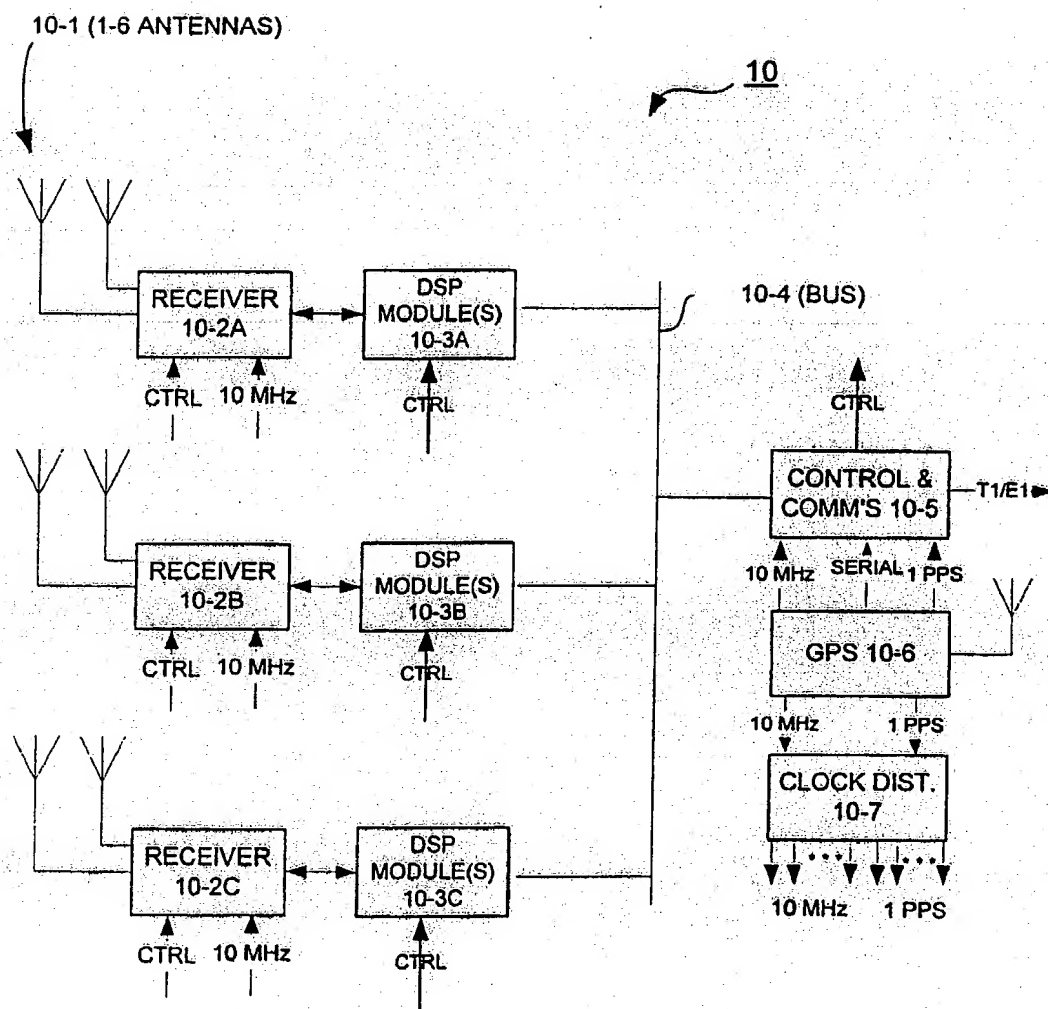 10-1 (1-6 ANTENNAS)
10
RECEIVER
10-2A
DSP
MODULE(S)
10-3A
10-4 (BUS)
CTRL
10 MHz
CTRL
CTRL
CONTROL &
COMM'S 10-5
T1/E1
RECEIVER
10-2B
DSP
MODULE(S)
10-3B
10 MHz
SERIAL
1 PPS
CTRL
10 MHz
CTRL
GPS 10-6
10 MHz
1 PPS
CLOCK DIST.
10-7
RECEIVER
10-2C
DSP
MODULE(S)
10-3C
10 MHz
1 PPS
CTRL
10 MHz
CTRL